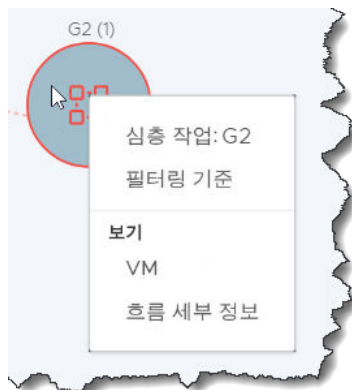 G2 (1)
심층 작업: G2
필터링 기준
보기
VM
흐름 세부 정보